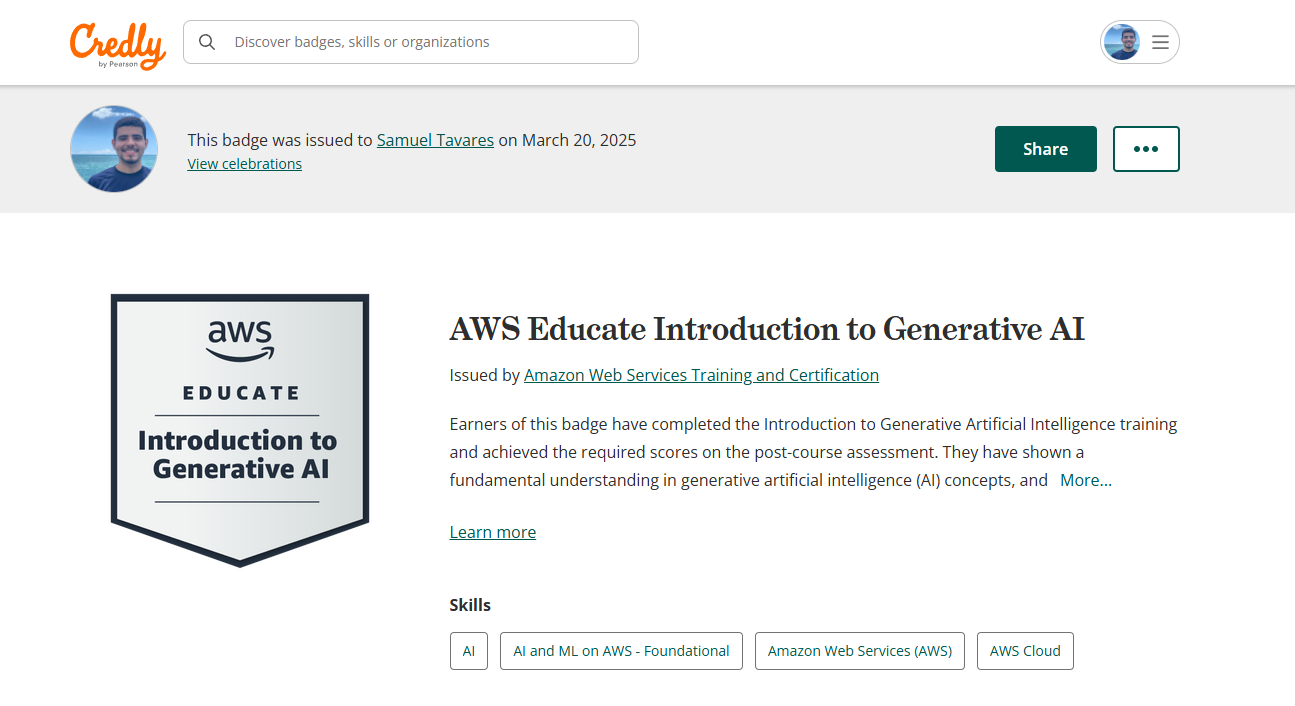 Credly
by Pearson
Discover badges, skills or organizations
This badge was issued to Samuel Tavares on March 20, 2025
View celebrations
Share
•••
aws
EDUCATE
Introduction to
Generative AI
AWS Educate Introduction to Generative AI
Issued by Amazon Web Services Training and Certification
Earners of this badge have completed the Introduction to Generative Artificial Intelligence training
and achieved the required scores on the post-course assessment. They have shown a
fundamental understanding in generative artificial intelligence (AI) concepts, and More...
Learn more
Skills
AI
AI and ML on AWS - Foundational
Amazon Web Services (AWS)
AWS Cloud